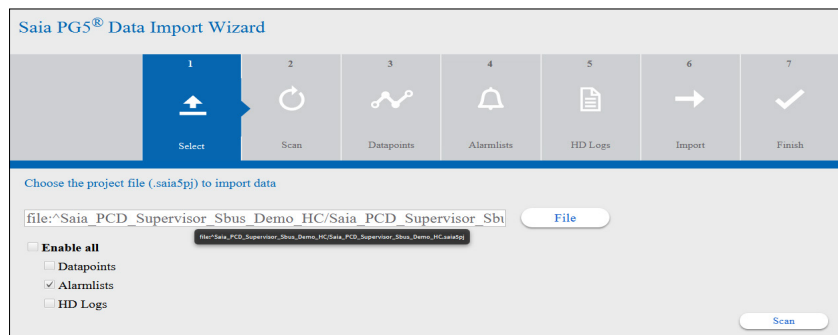 Saia PG5® Data Import Wizard
1 2 3 4 5 6 7
Select Scan Datapoints Alarmlists HD Logs Import Finish
Choose the project file (.saia5pj) to import data
file:^Saia_PCD_Supervisor_Sbus_Demo_HC/Saia_PCD_Supervisor_Sbu File
file:^Saia_PCD_Supervisor_Sbus_Demo_HC/Saia_PCD_Supervisor_Sbus_Demo_HC.saia5pj
Enable all
Datapoints
Alarmlists
HD Logs
Scan